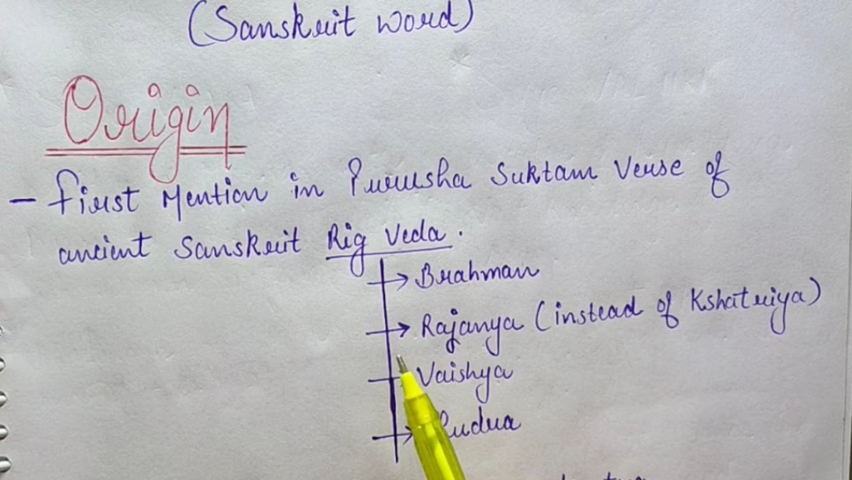 (Sanskrit word)
Origin
- First Mention in Purusha Suktam Verse of
ancient Sanskrit Rig Veda.
→ Brahman
→ Rajanya (instead of Kshatriya)
Vaishya
→